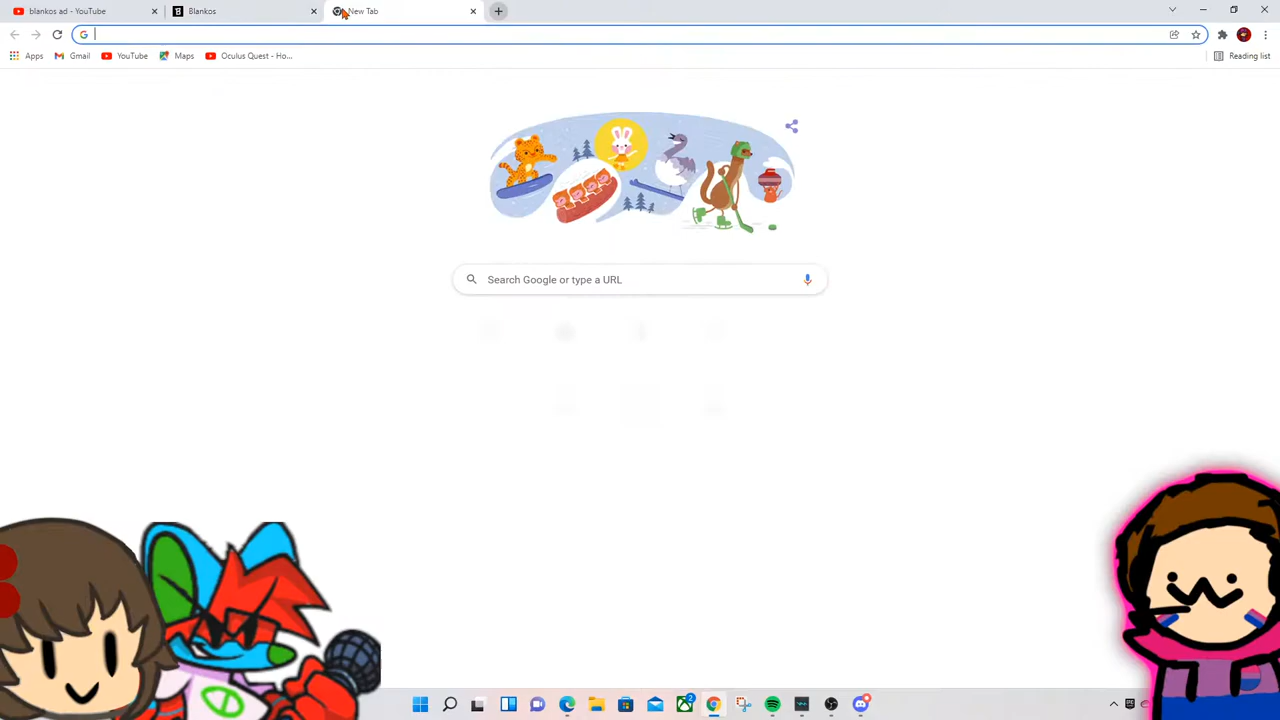 blankos ad - YouTube
Blankos
New Tab
Apps
Gmail
YouTube
Maps
Oculus Quest - Ho...
Reading list
Search Google or type a URL
2